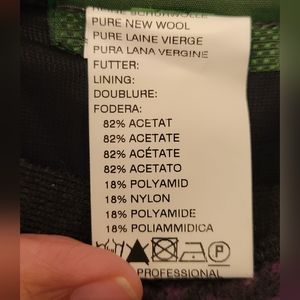 PURE NEW WOOL
PURE LAINE VIERGE
PURA LANA VERGINE
FUTTER:
LINING:
DOUBLURE:
FODERA:
82% ACETAT
82% ACETATE
82% ACÉTATE
82% ACETATO
18% POLYAMID
18% NYLON
18% POLYAMIDE
18% POLIAMMIDICA
P
PROFESSIONAL